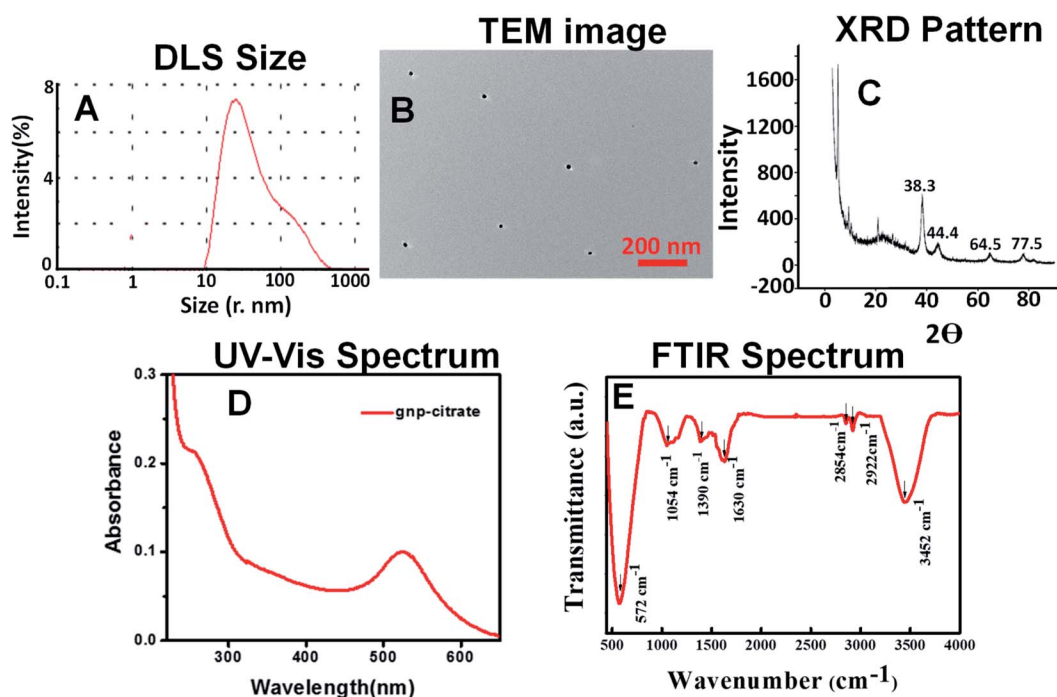 DLS Size
A
Intensity(%)
8
6
4
2
0
0.1
1
10
100
1000
Size (r. nm)
TEM image
B
200 nm
XRD Pattern
C
Intensity
1600
1200
800
400
0
-200
38.3
44.4
64.5
77.5
0
20
40
60
80
2Θ
UV-Vis Spectrum
D
gnp-citrate
Absorbance
0.3
0.2
0.1
0.0
300
400
500
600
Wavelength(nm)
FTIR Spectrum
E
Transmittance (a.u.)
572 cm-1
1054 cm-1
1390 cm-1
1630 cm-1
2854cm-1
2922cm-1
3452 cm-1
500
1000
1500
2000
2500
3000
3500
4000
Wavenumber (cm-1)